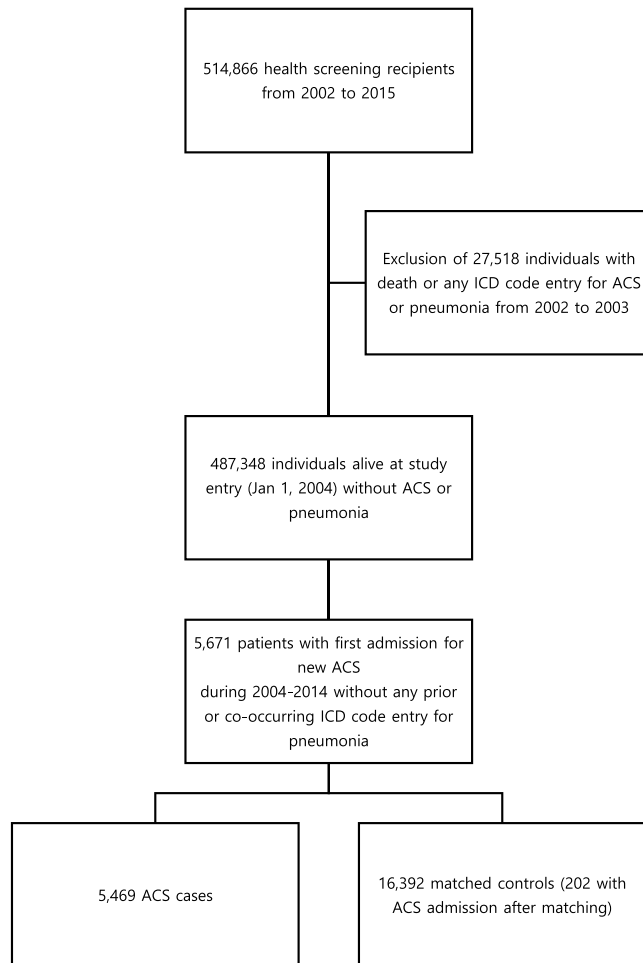 514,866 health screening recipients
from 2002 to 2015
Exclusion of 27,518 individuals with
death or any ICD code entry for ACS
or pneumonia from 2002 to 2003
487,348 individuals alive at study
entry (Jan 1, 2004) without ACS or
pneumonia
5,671 patients with first admission for
new ACS
during 2004-2014 without any prior
or co-occurring ICD code entry for
pneumonia
5,469 ACS cases
16,392 matched controls (202 with
ACS admission after matching)